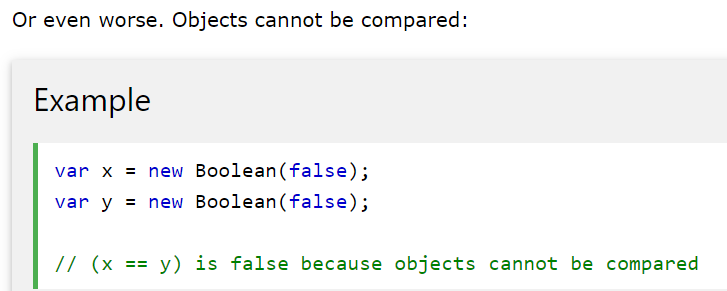 Or even worse. Objects cannot be compared:
Example
var x = new Boolean(false);
var y = new Boolean(false);
// (x == y) is false because objects cannot be compared